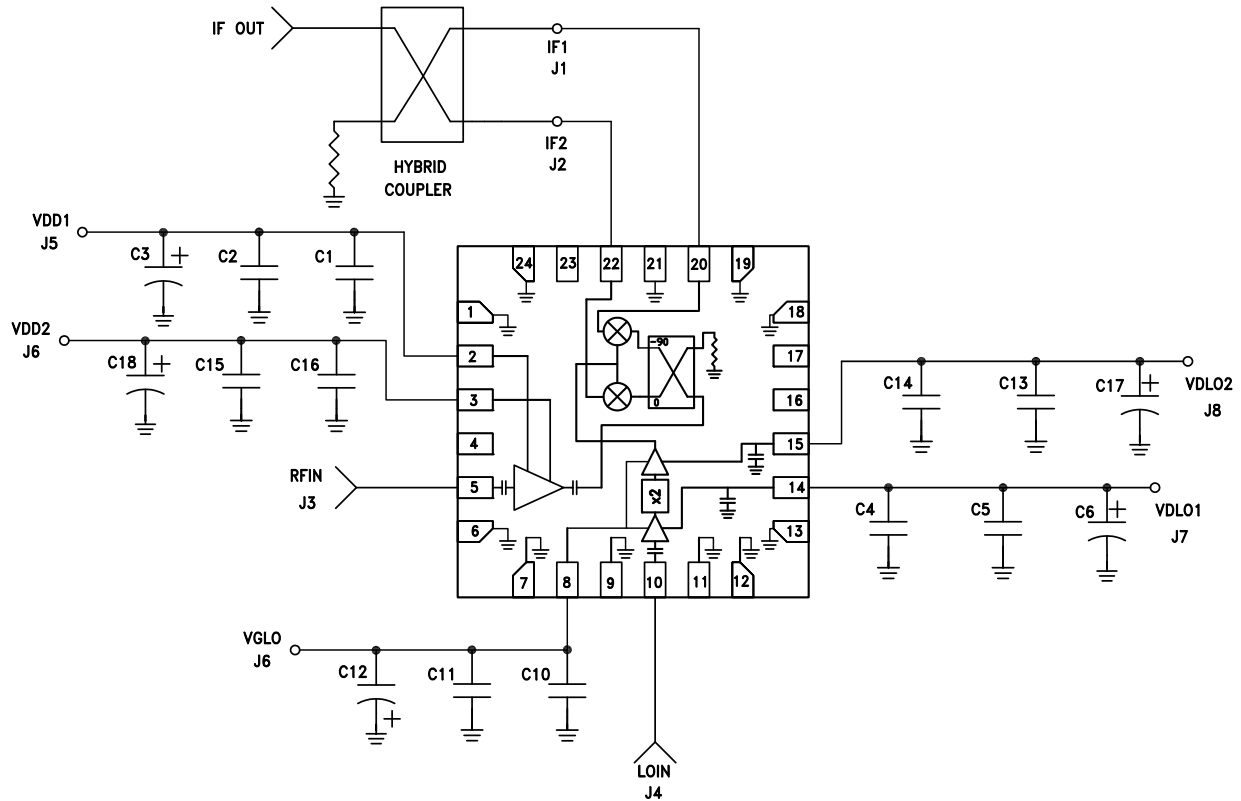 IF OUT
IF1
J1
IF2
J2
HYBRID
COUPLER
VDD1
J5
C3
C2
C1
VDD2
J6
C18
C15
C16
24
23
22
21
20
19
1
2
3
4
5
6
18
17
16
15
14
13
-90
0
x2
7
8
9
10
11
12
RFIN
J3
C14
C13
C17
VDLO2
J8
C4
C5
C6
VDLO1
J7
VGLO
J6
C12
C11
C10
LOIN
J4